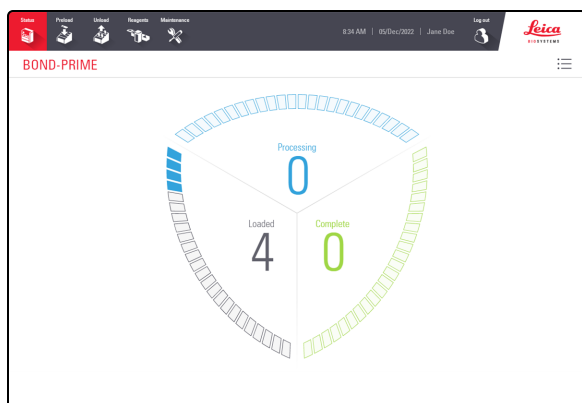 Status
Preload
Unload
Reagents
Maintenance
8:34 AM | 05/Dec/2022 | Jane Doe
Log out
Leica
BIOSYSTEMS
BOND-PRIME
Processing
0
Loaded
4
Complete
0